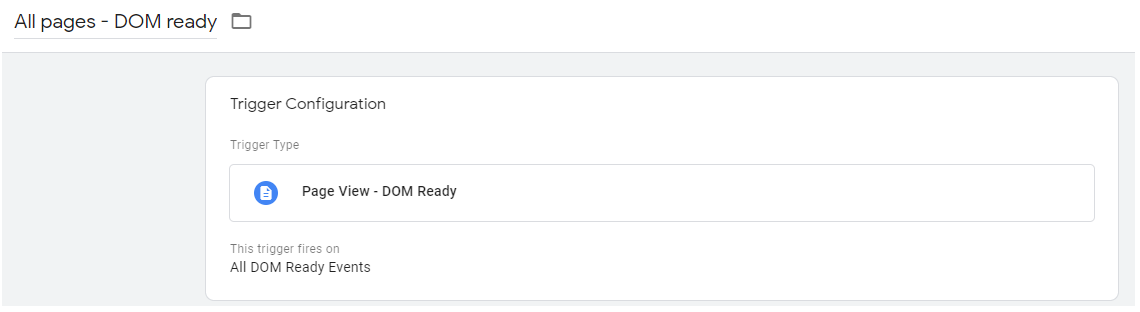 All pages - DOM ready
Trigger Configuration
Trigger Type
Page View - DOM Ready
This trigger fires on
All DOM Ready Events